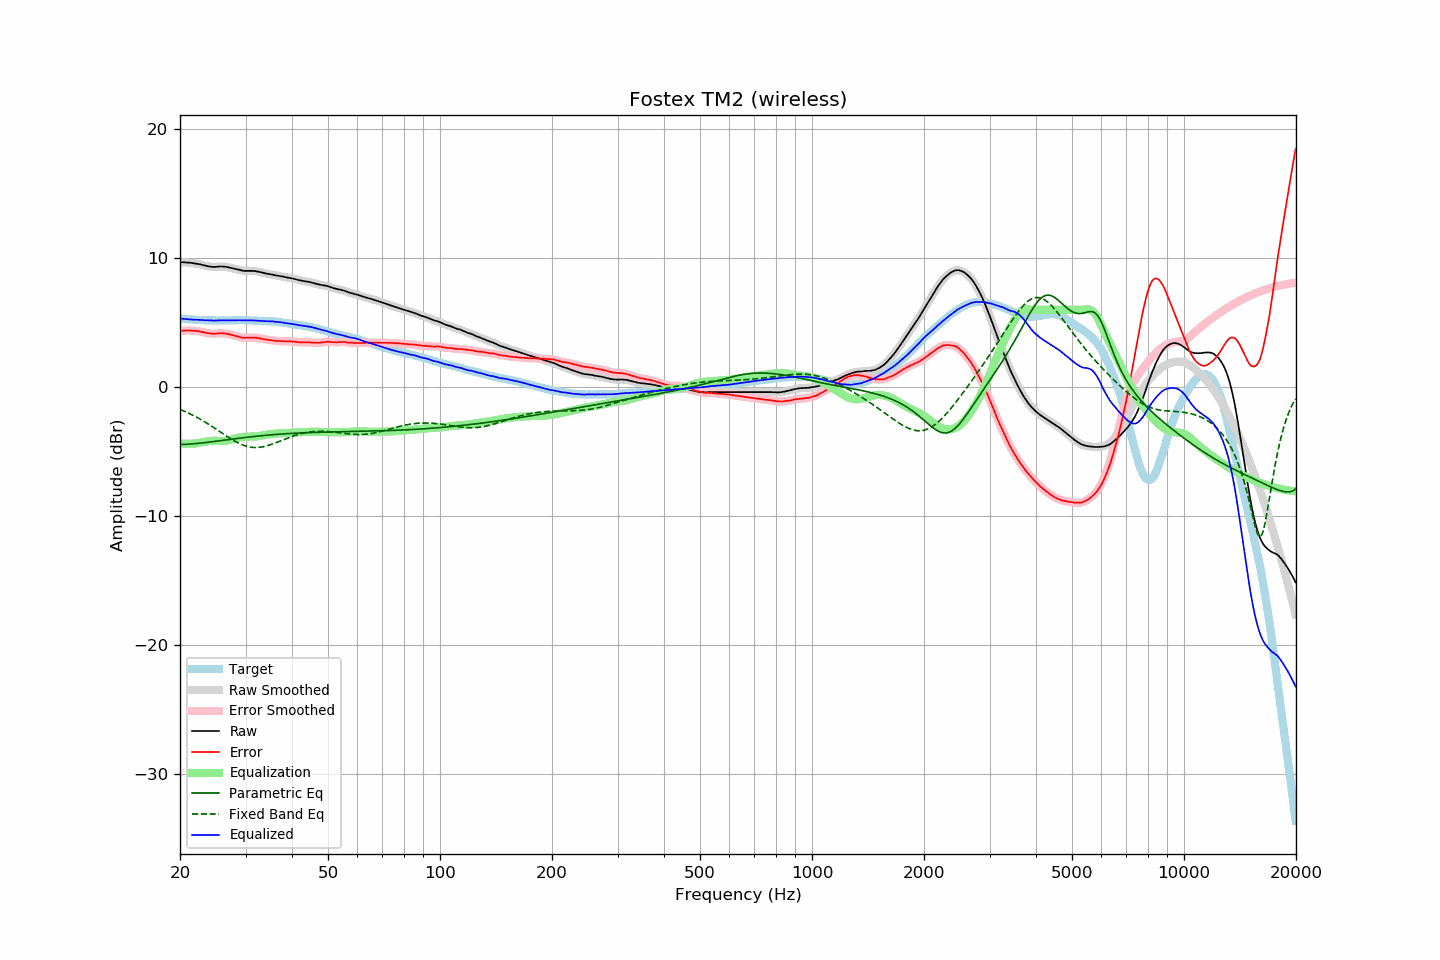 Fostex TM2 (wireless)
20
10
0
−10
−20
−30
Amplitude (dBr)
Target
Raw Smoothed
Error Smoothed
Raw
Error
Equalization
Parametric Eq
Fixed Band Eq
Equalized
20 50 100 200 500 1000 2000 5000 10000 20000
Frequency (Hz)